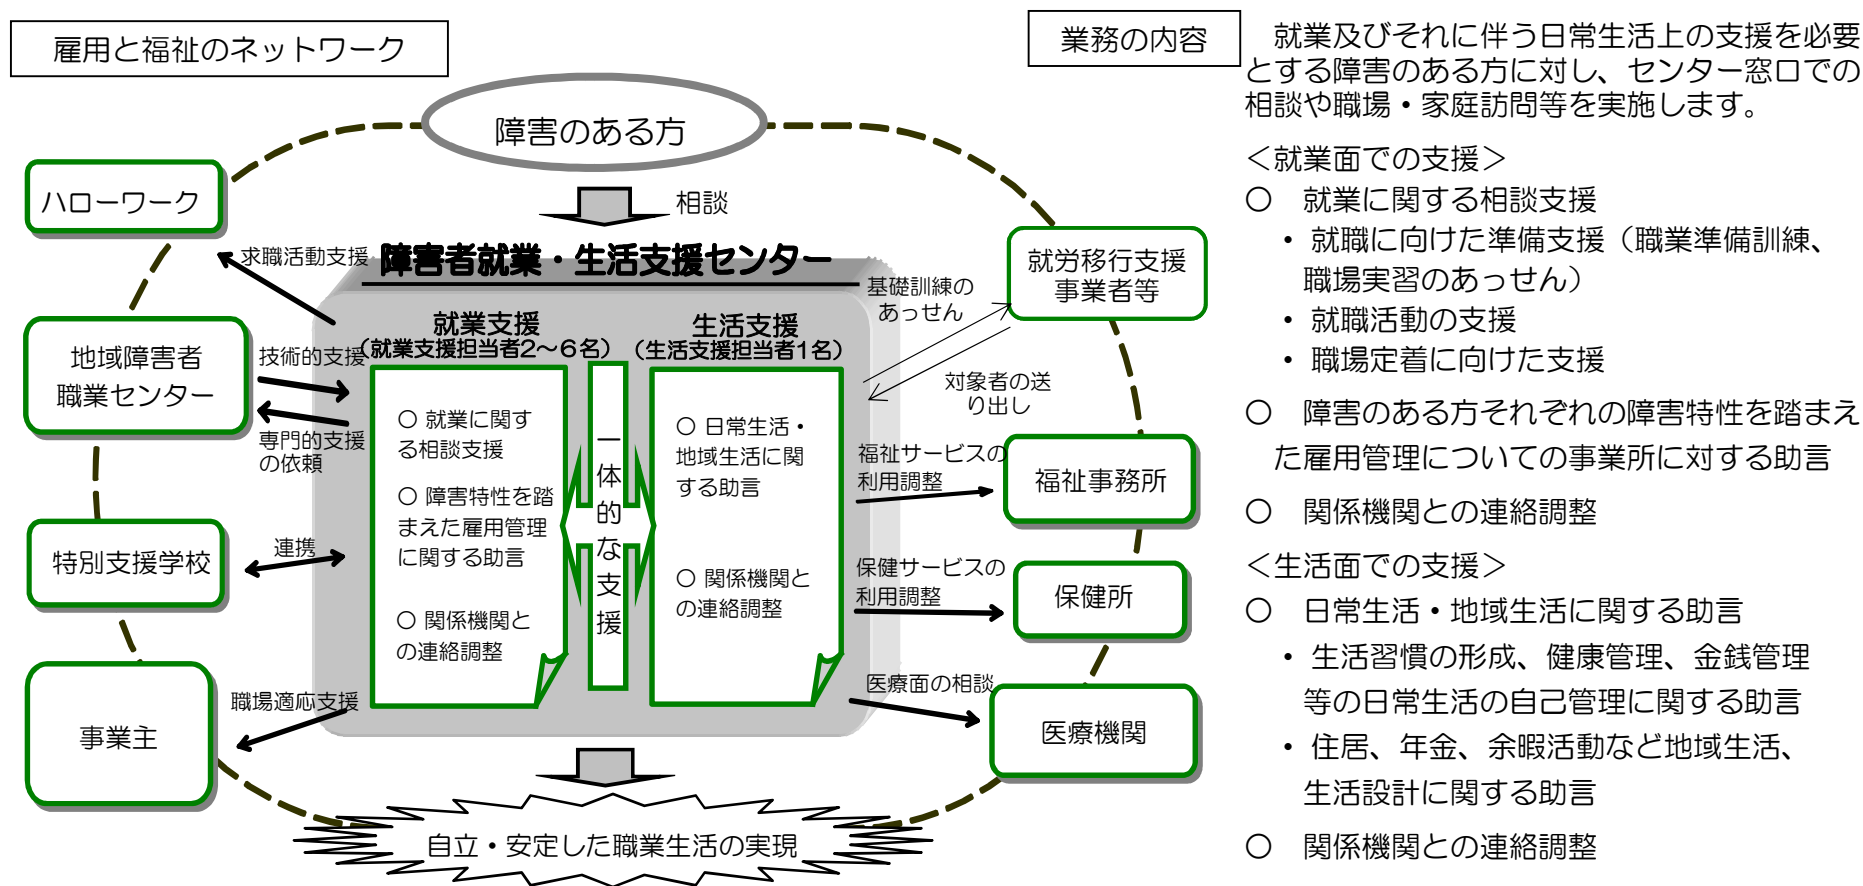 雇用と福祉のネットワーク
障害のある方
相談
ハローワーク
求職活動支援
地域障害者
職業センター
技術的支援
専門的支援
の依頼
特別支援学校
連携
事業主
職場適応支援
障害者就業・生活支援センター
就業支援
(就業支援担当者2~6名)
○ 就業に関す
る相談支援
○ 障害特性を踏
まえた雇用管理
に関する助言
○ 関係機関と
の連絡調整
一体的な支援
生活支援
(生活支援担当者1名)
○ 日常生活・
地域生活に関
する助言
○ 関係機関と
の連絡調整
基礎訓練の
あっせん
対象者の送
り出し
就労移行支援
事業者等
福祉サービスの
利用調整
福祉事務所
保健サービスの
利用調整
保健所
医療面の相談
医療機関
自立・安定した職業生活の実現
業務の内容
就業及びそれに伴う日常生活上の支援を必要
とする障害のある方に対し、センター窓口での
相談や職場・家庭訪問等を実施します。
<就業面での支援>
○ 就業に関する相談支援
・ 就職に向けた準備支援(職業準備訓練、
職場実習のあっせん)
・ 就職活動の支援
・ 職場定着に向けた支援
○ 障害のある方それぞれの障害特性を踏まえ
た雇用管理についての事業所に対する助言
○ 関係機関との連絡調整
<生活面での支援>
○ 日常生活・地域生活に関する助言
・ 生活習慣の形成、健康管理、金銭管理
等の日常生活の自己管理に関する助言
・ 住居、年金、余暇活動など地域生活、
生活設計に関する助言
○ 関係機関との連絡調整